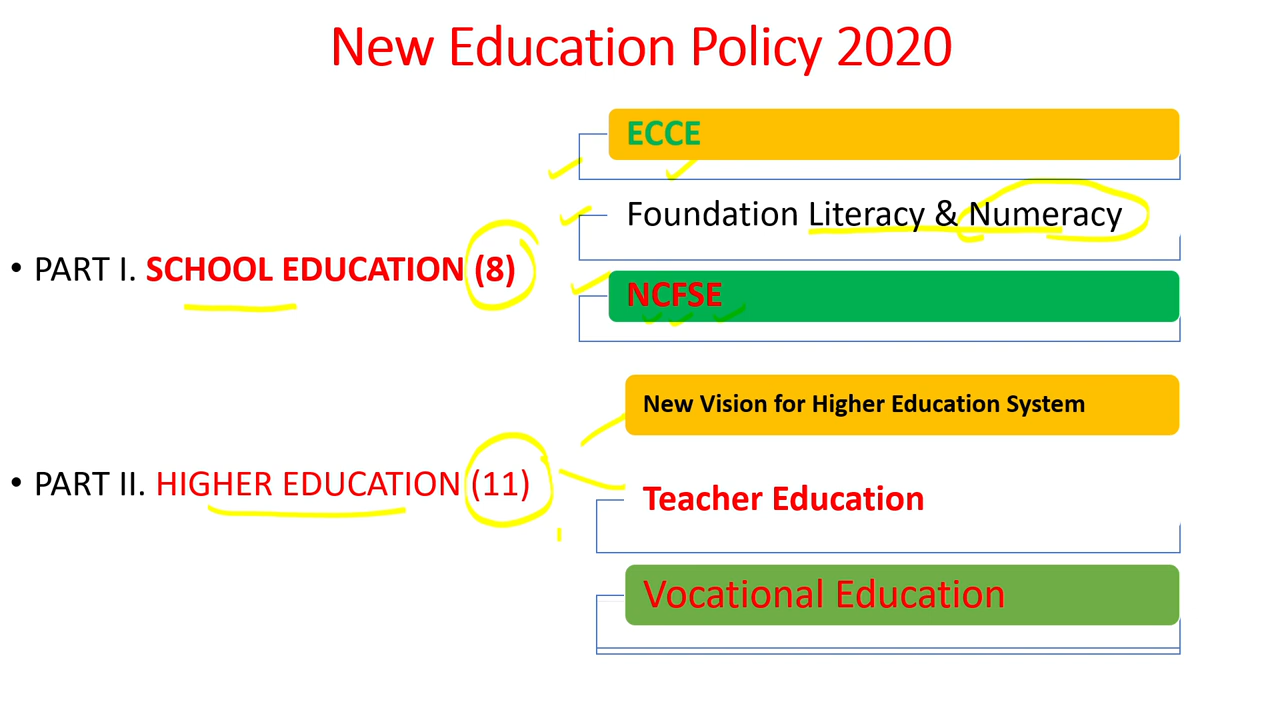 New Education Policy 2020
• PART I. SCHOOL EDUCATION (8)
ECCE
Foundation Literacy & Numeracy
NCFSE
• PART II. HIGHER EDUCATION (11)
New Vision for Higher Education System
Teacher Education
Vocational Education